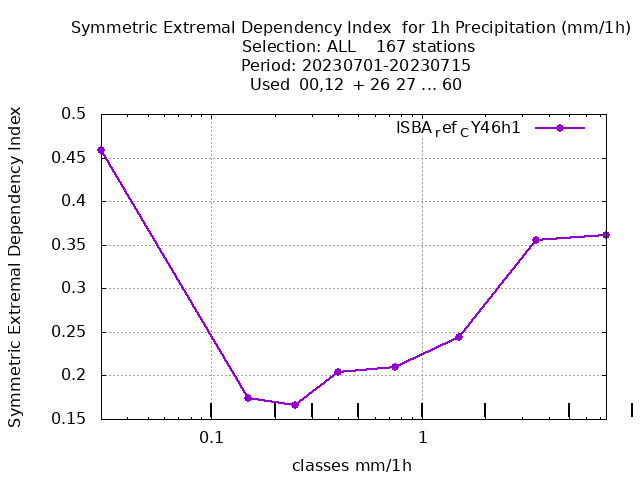 Symmetric Extremal Dependency Index for 1h Precipitation (mm/1h)
Selection: ALL 167 stations
Period: 20230701-20230715
Used 00,12 + 26 27 ... 60
Symmetric Extremal Dependency Index
0.5
0.45
0.4
0.35
0.3
0.25
0.2
0.15
ISBA_ref_CY46h1
0.1
1
classes mm/1h